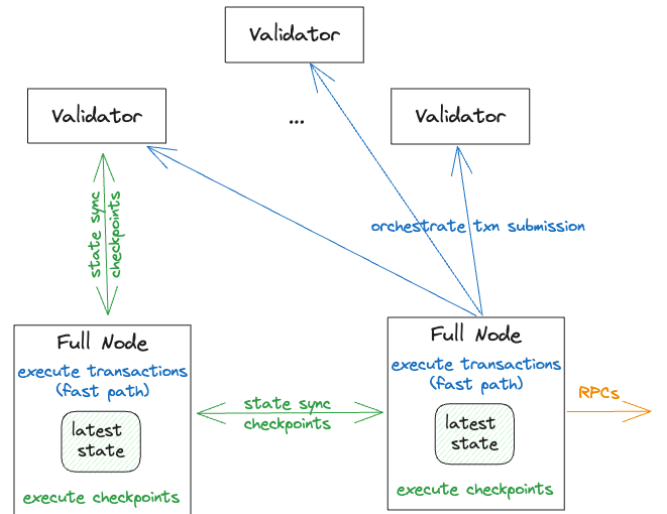 Validator
Validator
...
Validator
orchestrate txn submission
state sync
checkpoints
Full Node
execute transactions
(fast path)
latest
state
execute checkpoints
state sync
checkpoints
Full Node
execute transactions
(fast path)
latest
state
execute checkpoints
RPCs